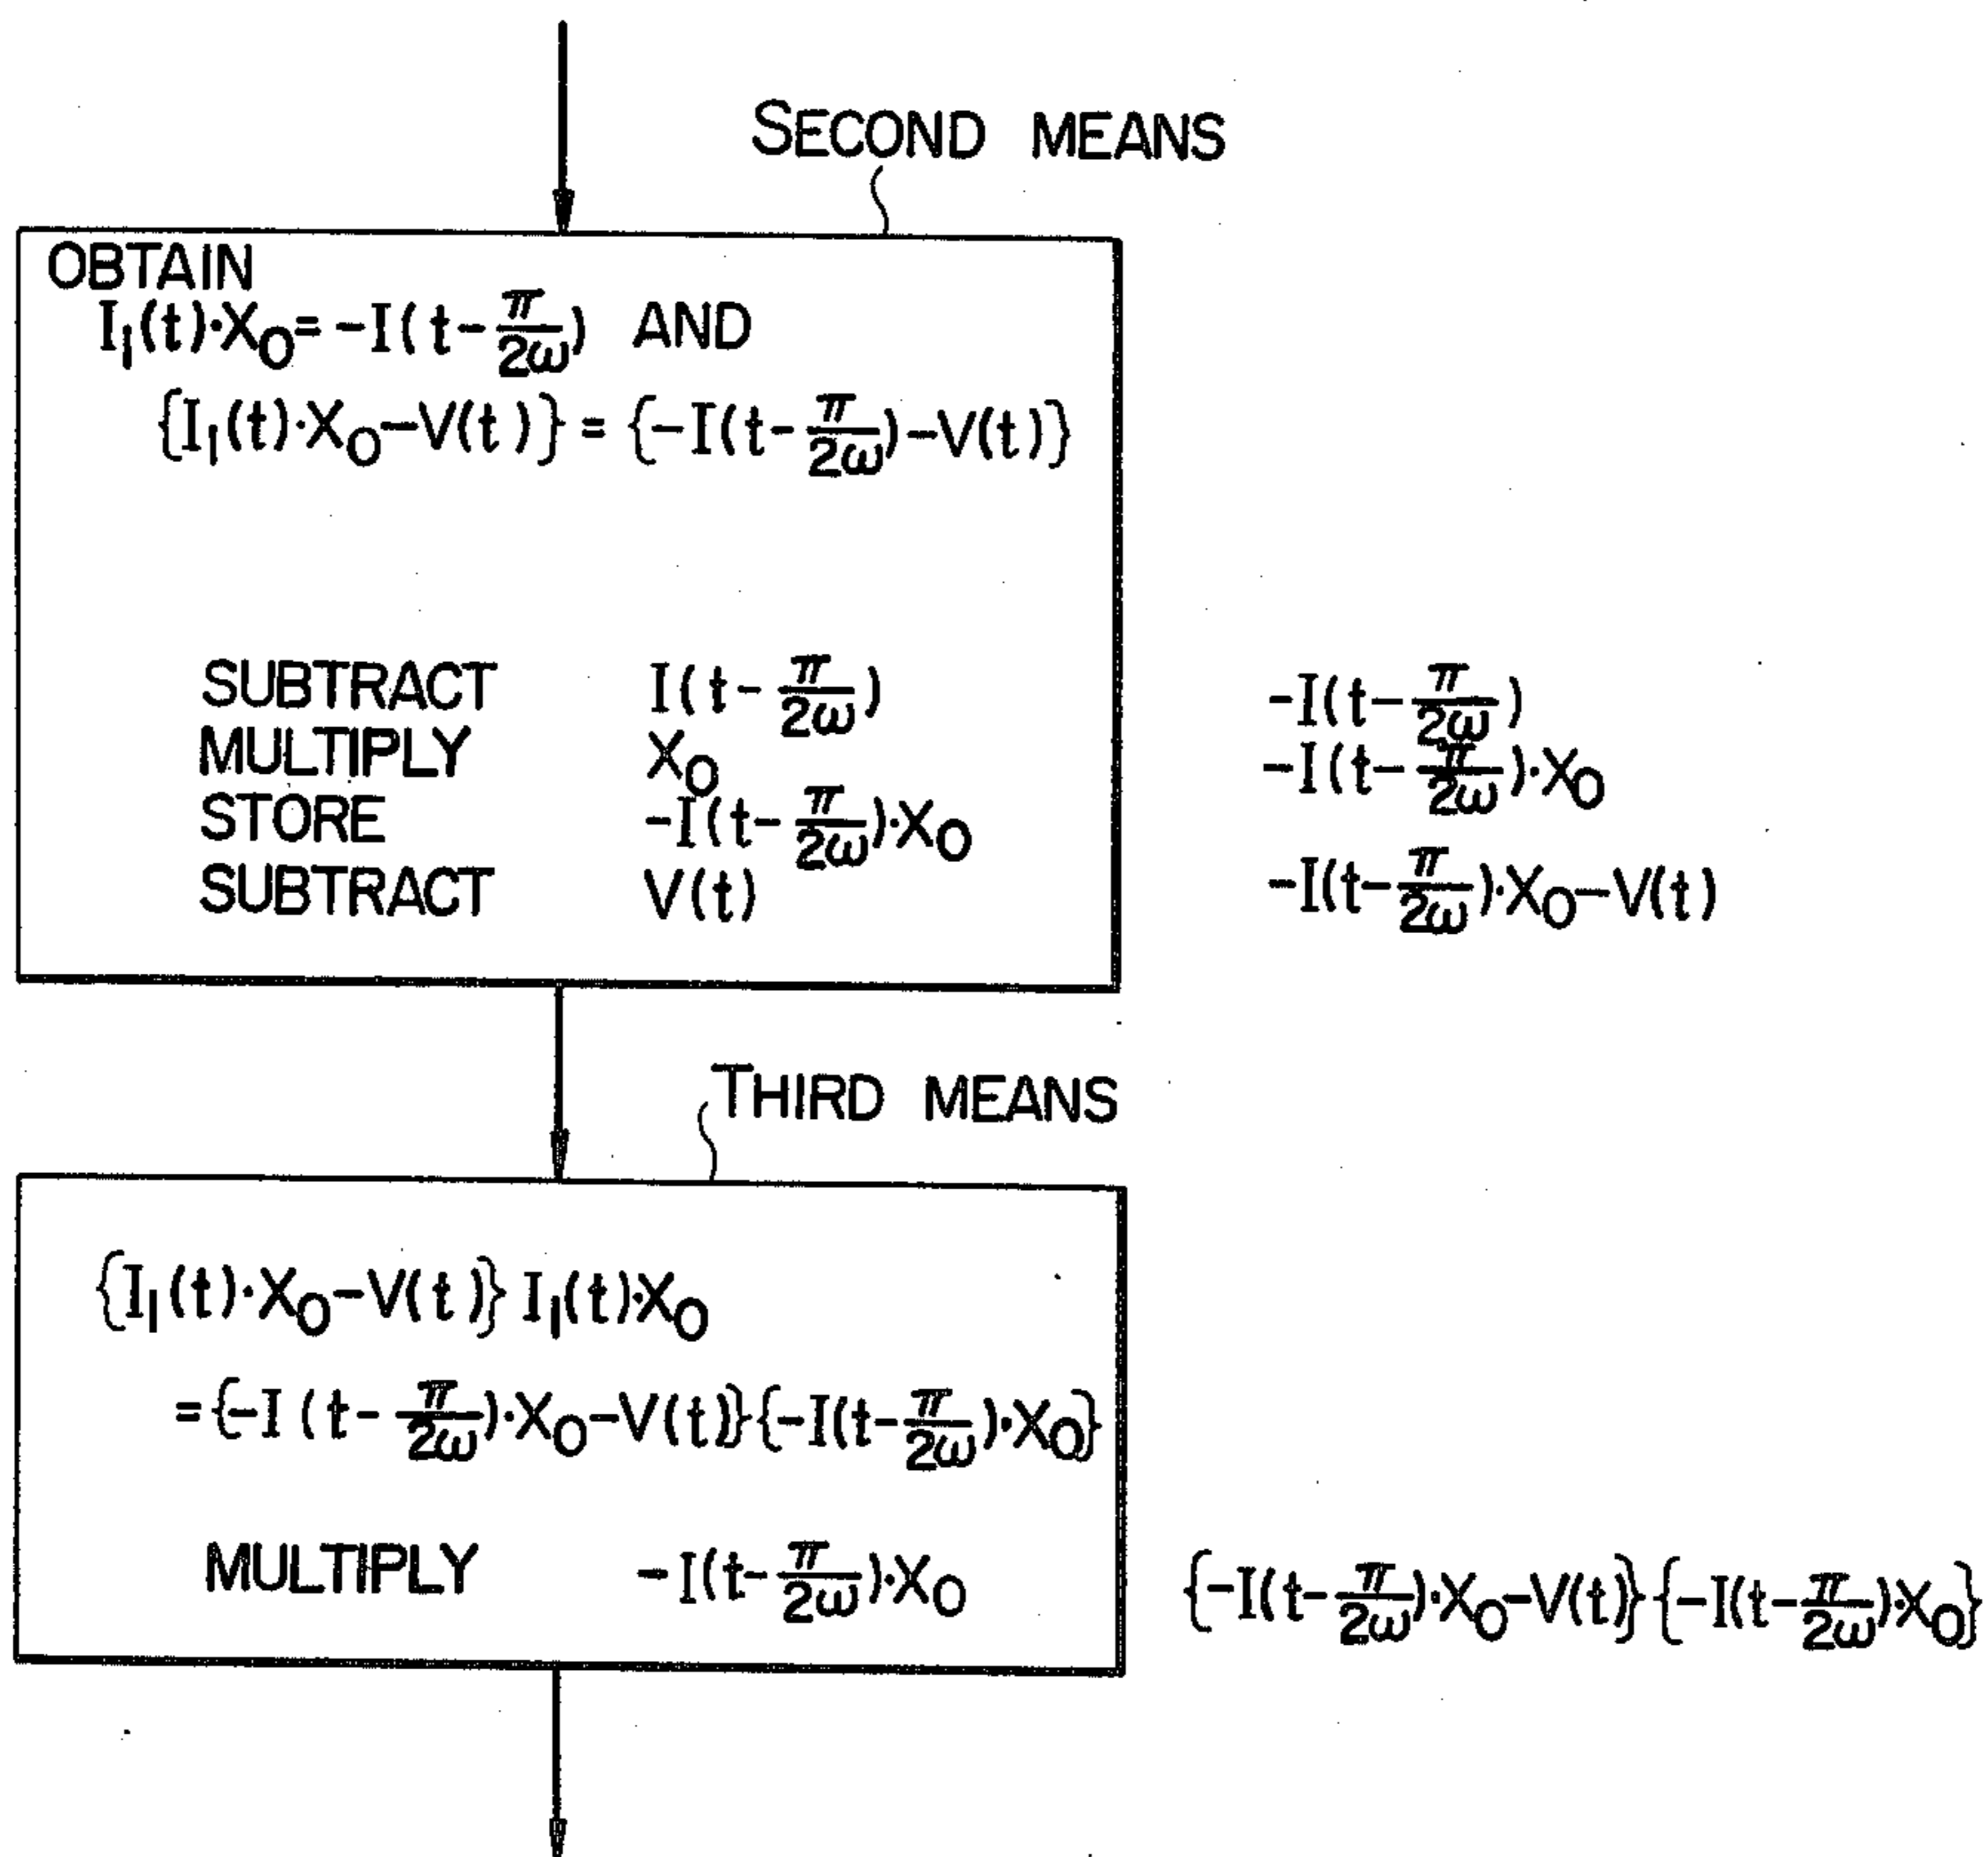 SECOND MEANS
OBTAIN
I₁(t)·X₀=-I(t-π/2ω) AND
{I₁(t)·X₀-V(t)} = {-I(t-π/2ω)-V(t)}
SUBTRACT I(t-π/2ω) -I(t-π/2ω)
MULTIPLY X₀ -I(t-π/2ω)·X₀
STORE -I(t-π/2ω)·X₀
SUBTRACT V(t) -I(t-π/2ω)·X₀-V(t)
THIRD MEANS
{I₁(t)·X₀-V(t)} I₁(t)·X₀
={-I(t-π/2ω)·X₀-V(t)}{-I(t-π/2ω)·X₀}
MULTIPLY -I(t-π/2ω)·X₀ {-I(t-π/2ω)·X₀-V(t)}{-I(t-π/2ω)·X₀}